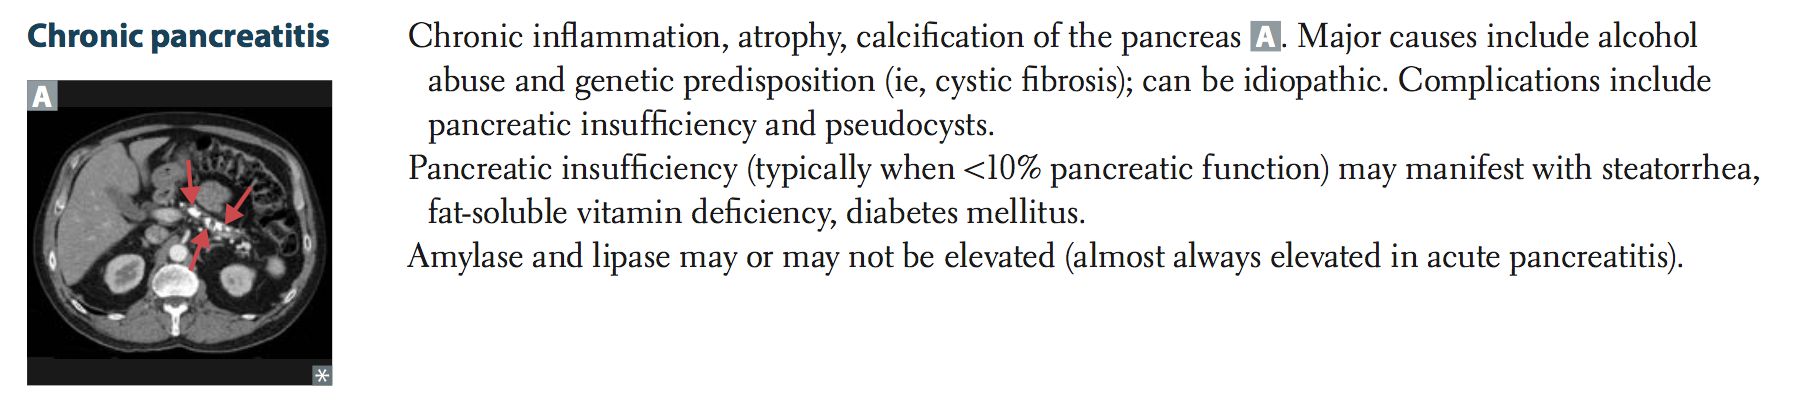 Chronic pancreatitis
A
*
Chronic inflammation, atrophy, calcification of the pancreas A. Major causes include alcohol
abuse and genetic predisposition (ie, cystic fibrosis); can be idiopathic. Complications include
pancreatic insufficiency and pseudocysts.
Pancreatic insufficiency (typically when <10% pancreatic function) may manifest with steatorrhea,
fat-soluble vitamin deficiency, diabetes mellitus.
Amylase and lipase may or may not be elevated (almost always elevated in acute pancreatitis).